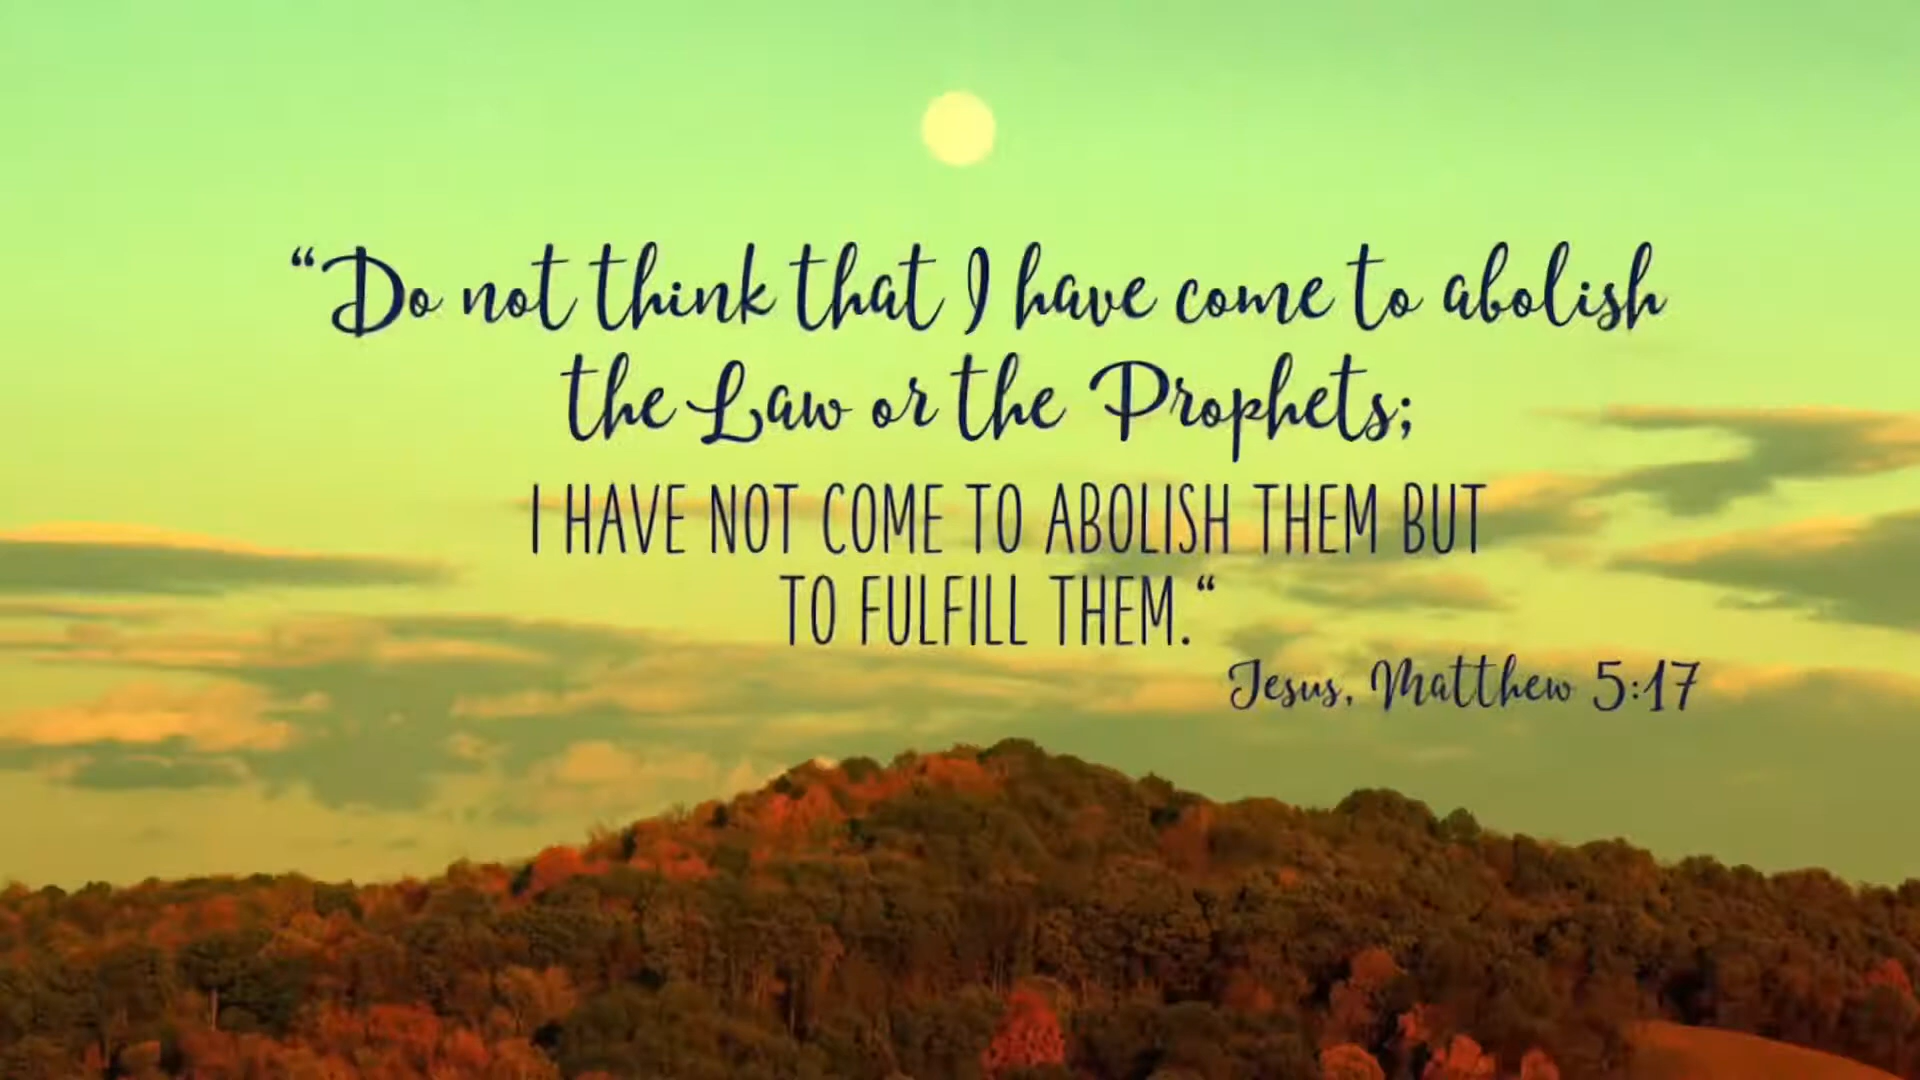 “Do not think that I have come to abolish
the Law or the Prophets;
I HAVE NOT COME TO ABOLISH THEM BUT
TO FULFILL THEM.“
Jesus, Matthew 5:17